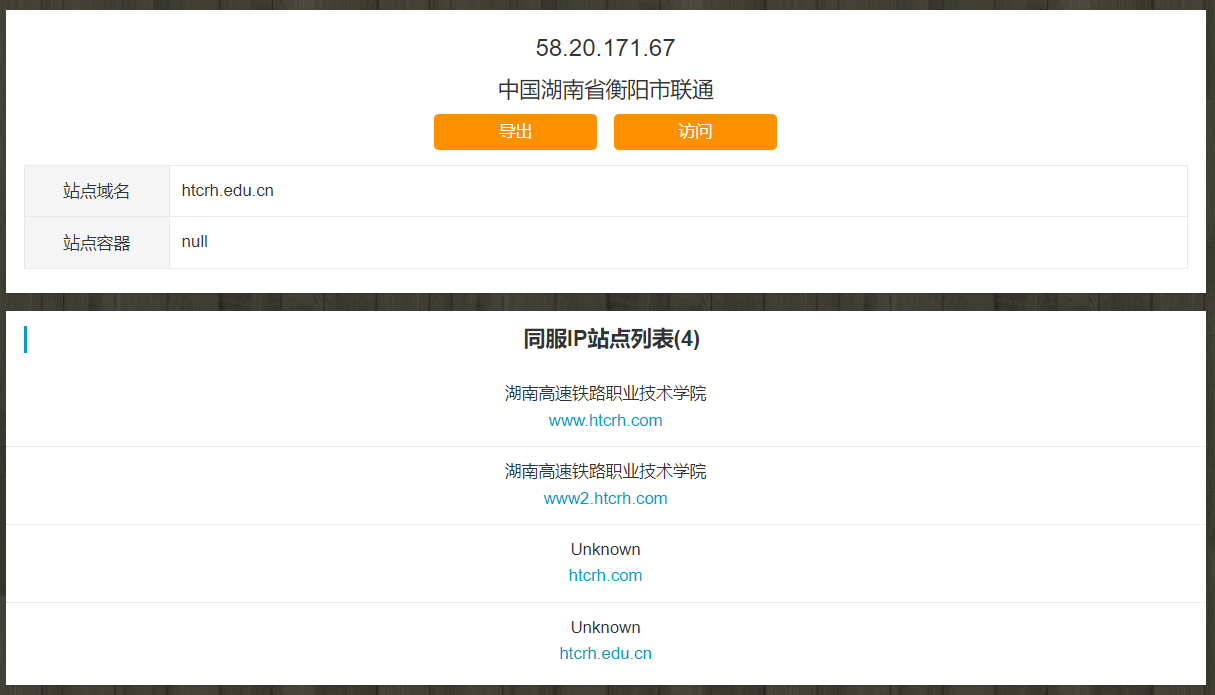 58.20.171.67
中国湖南省衡阳市联通
导出 访问
站点域名 htcrh.edu.cn
站点容器 null
同服IP站点列表(4)
湖南高速铁路职业技术学院
www.htcrh.com
湖南高速铁路职业技术学院
www2.htcrh.com
Unknown
htcrh.com
Unknown
htcrh.edu.cn